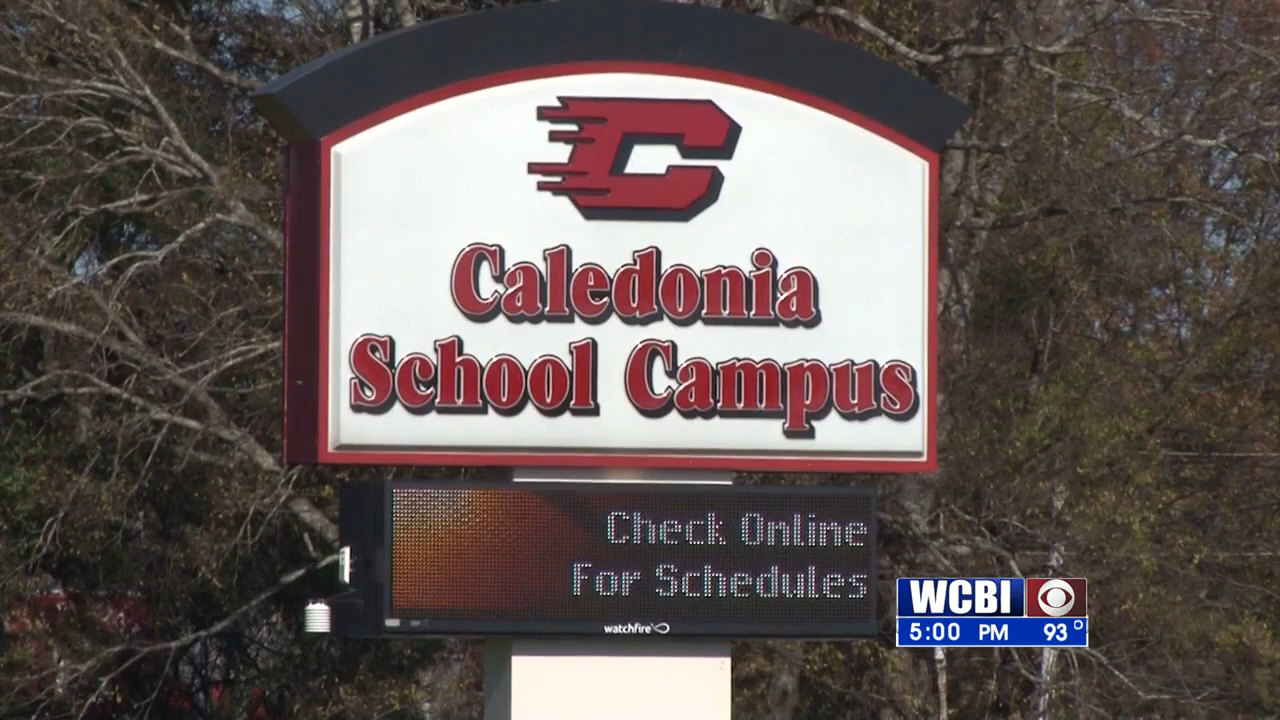 C
Caledonia
School Campus
Check Online
For Schedules
watchfire
WCBI
5:00 PM 93°